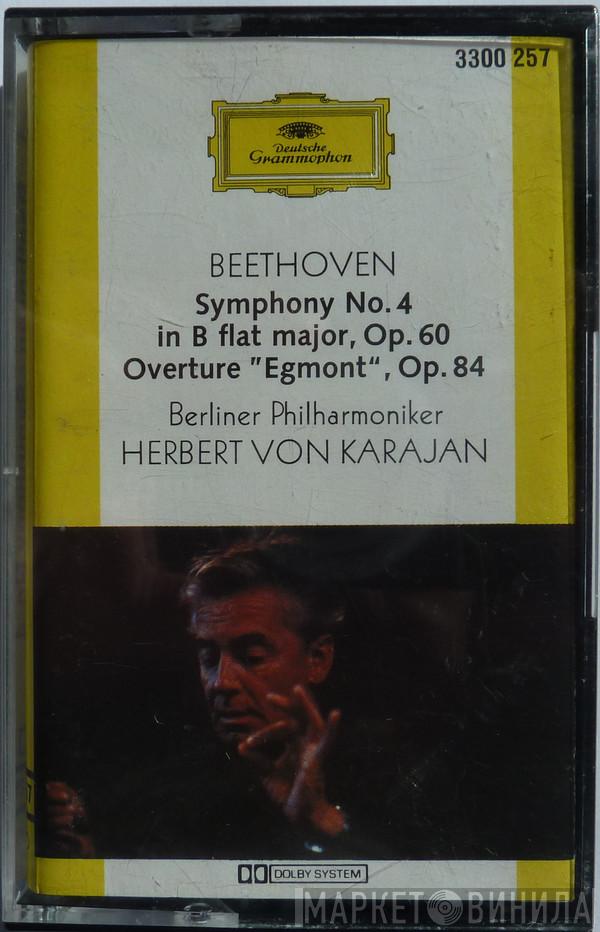 3300 257
Deutsche
Grammophon
BEETHOVEN
Symphony No. 4
in B flat major, Op. 60
Overture "Egmont“, Op. 84
Berliner Philharmoniker
HERBERT VON KARAJAN
7
DOLBY SYSTEM
МАРКЕТ ВИНИЛА